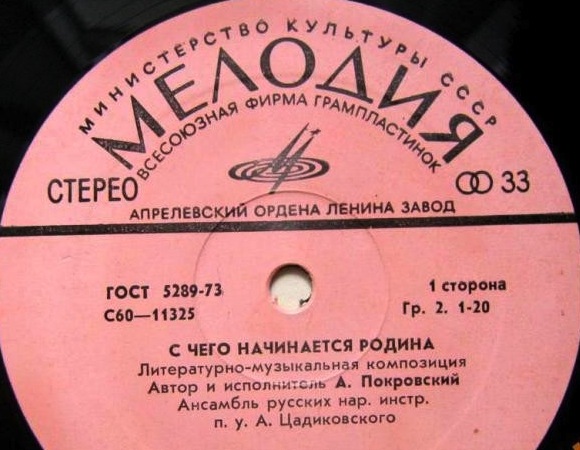 МИНИСТЕРСТВО КУЛЬТУРЫ СССР
МЕЛОДИЯ
ВСЕСОЮЗНАЯ ФИРМА ГРАМПЛАСТИНОК
СТЕРЕО
33
АПРЕЛЕВСКИЙ ОРДЕНА ЛЕНИНА ЗАВОД
ГОСТ 5289-73
1 сторона
С60—11325
Гр. 2. 1-20
С ЧЕГО НАЧИНАЕТСЯ РОДИНА
Литературно-музыкальная композиция
Автор и исполнитель А. Покровский
Ансамбль русских нар. инстр.
п. у. А. Цадиковского